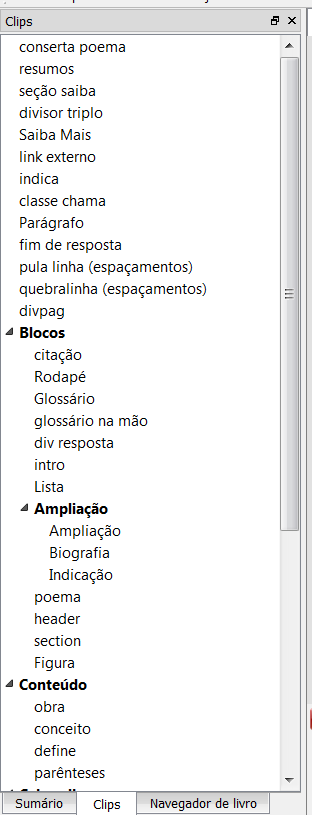 Clips
conserta poema
resumos
seção saiba
divisor triplo
Saiba Mais
link externo
indica
classe chama
Parágrafo
fim de resposta
pula linha (espaçamentos)
quebralinha (espaçamentos)
divpag
Blocos
citação
Rodapé
Glossário
glossário na mão
div resposta
intro
Lista
Ampliação
Ampliação
Biografia
Indicação
poema
header
section
Figura
Conteúdo
obra
conceito
define
parênteses
Sumário Clips Navegador de livro